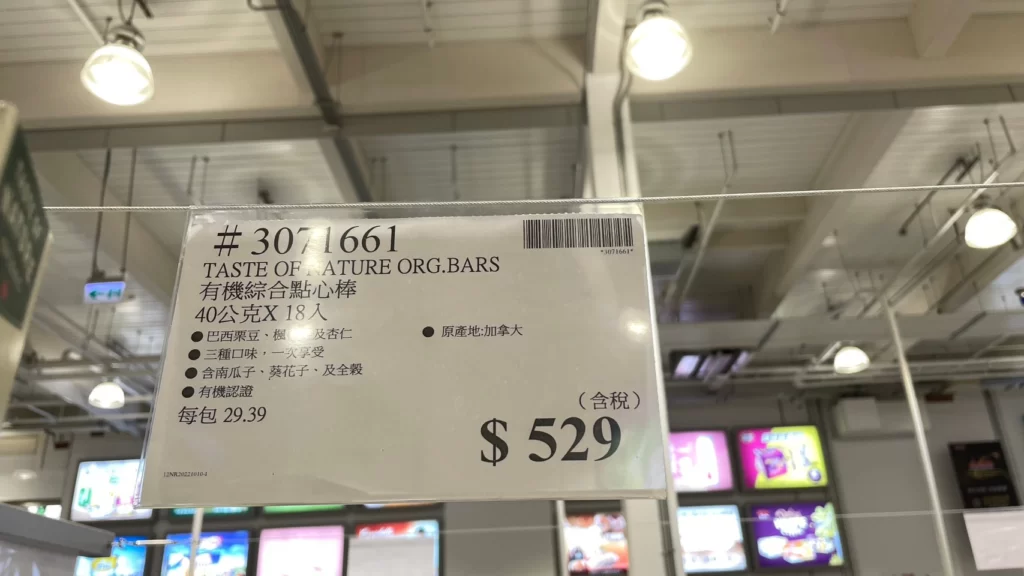 #3071661
*3071661*
TASTE OF NATURE ORG.BARS
有機綜合點心棒
40公克X 18入
●巴西栗豆、楓 及杏仁
●原產地:加拿大
●三種口味，一次享受
●含南瓜子、葵花子、及全穀
●有機認證
每包 29.39
(含稅)
$ 529